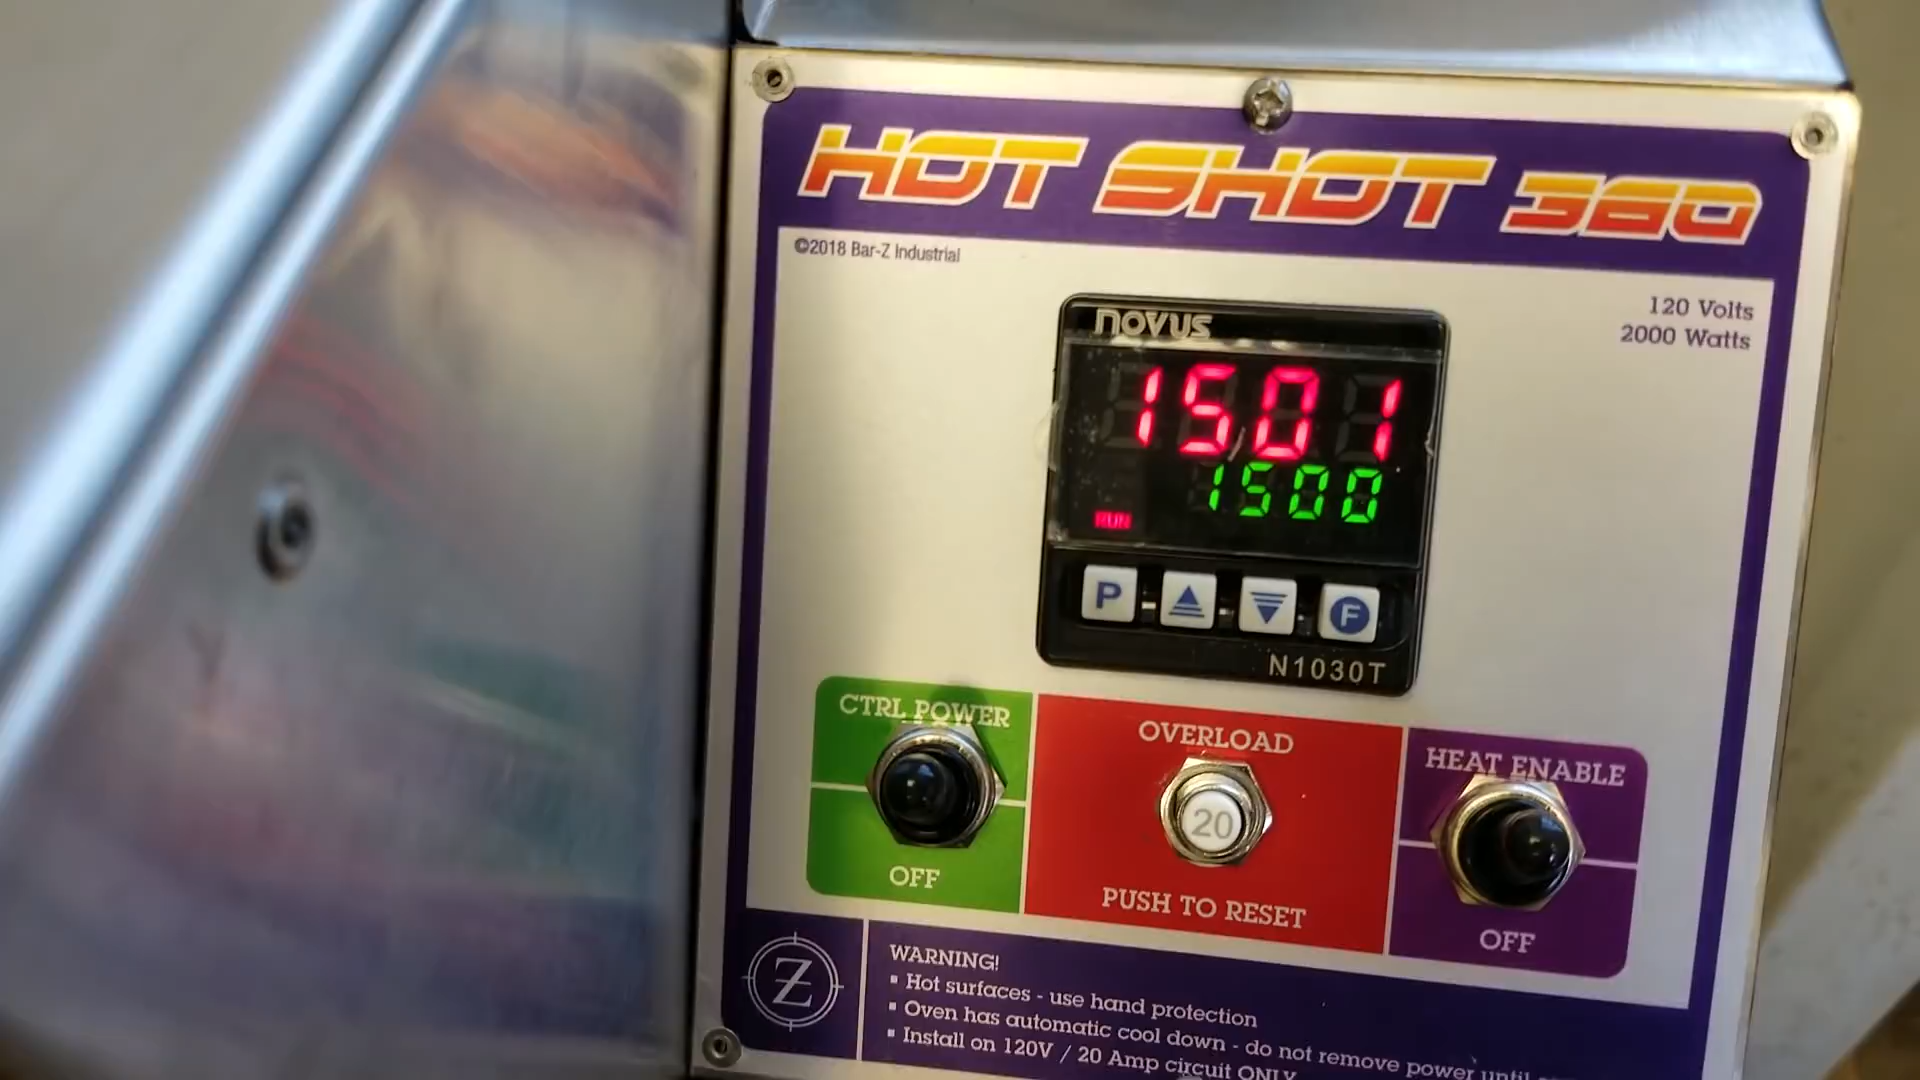 HOT SHOT 360
©2018 Bar-Z Industrial
120 Volts
2000 Watts
NOVUS
1501
1500
RUN
P
F
N1030T
CTRL POWER
OFF
OVERLOAD
20
PUSH TO RESET
HEAT ENABLE
OFF
Z
WARNING!
▪ Hot surfaces - use hand protection
▪ Oven has automatic cool down - do not remove power until
▪ Install on 120V / 20 Amp circuit ONLY